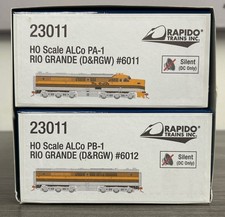 23011
HO Scale ALCo PA-1
RIO GRANDE (D&RGW) #6011
RAPIDO
TRAINS INC.
Silent
(DC Only)
23011
HO Scale ALCo PB-1
RIO GRANDE (D&RGW) #6012
RAPIDO
TRAINS INC.
Silent
(DC Only)